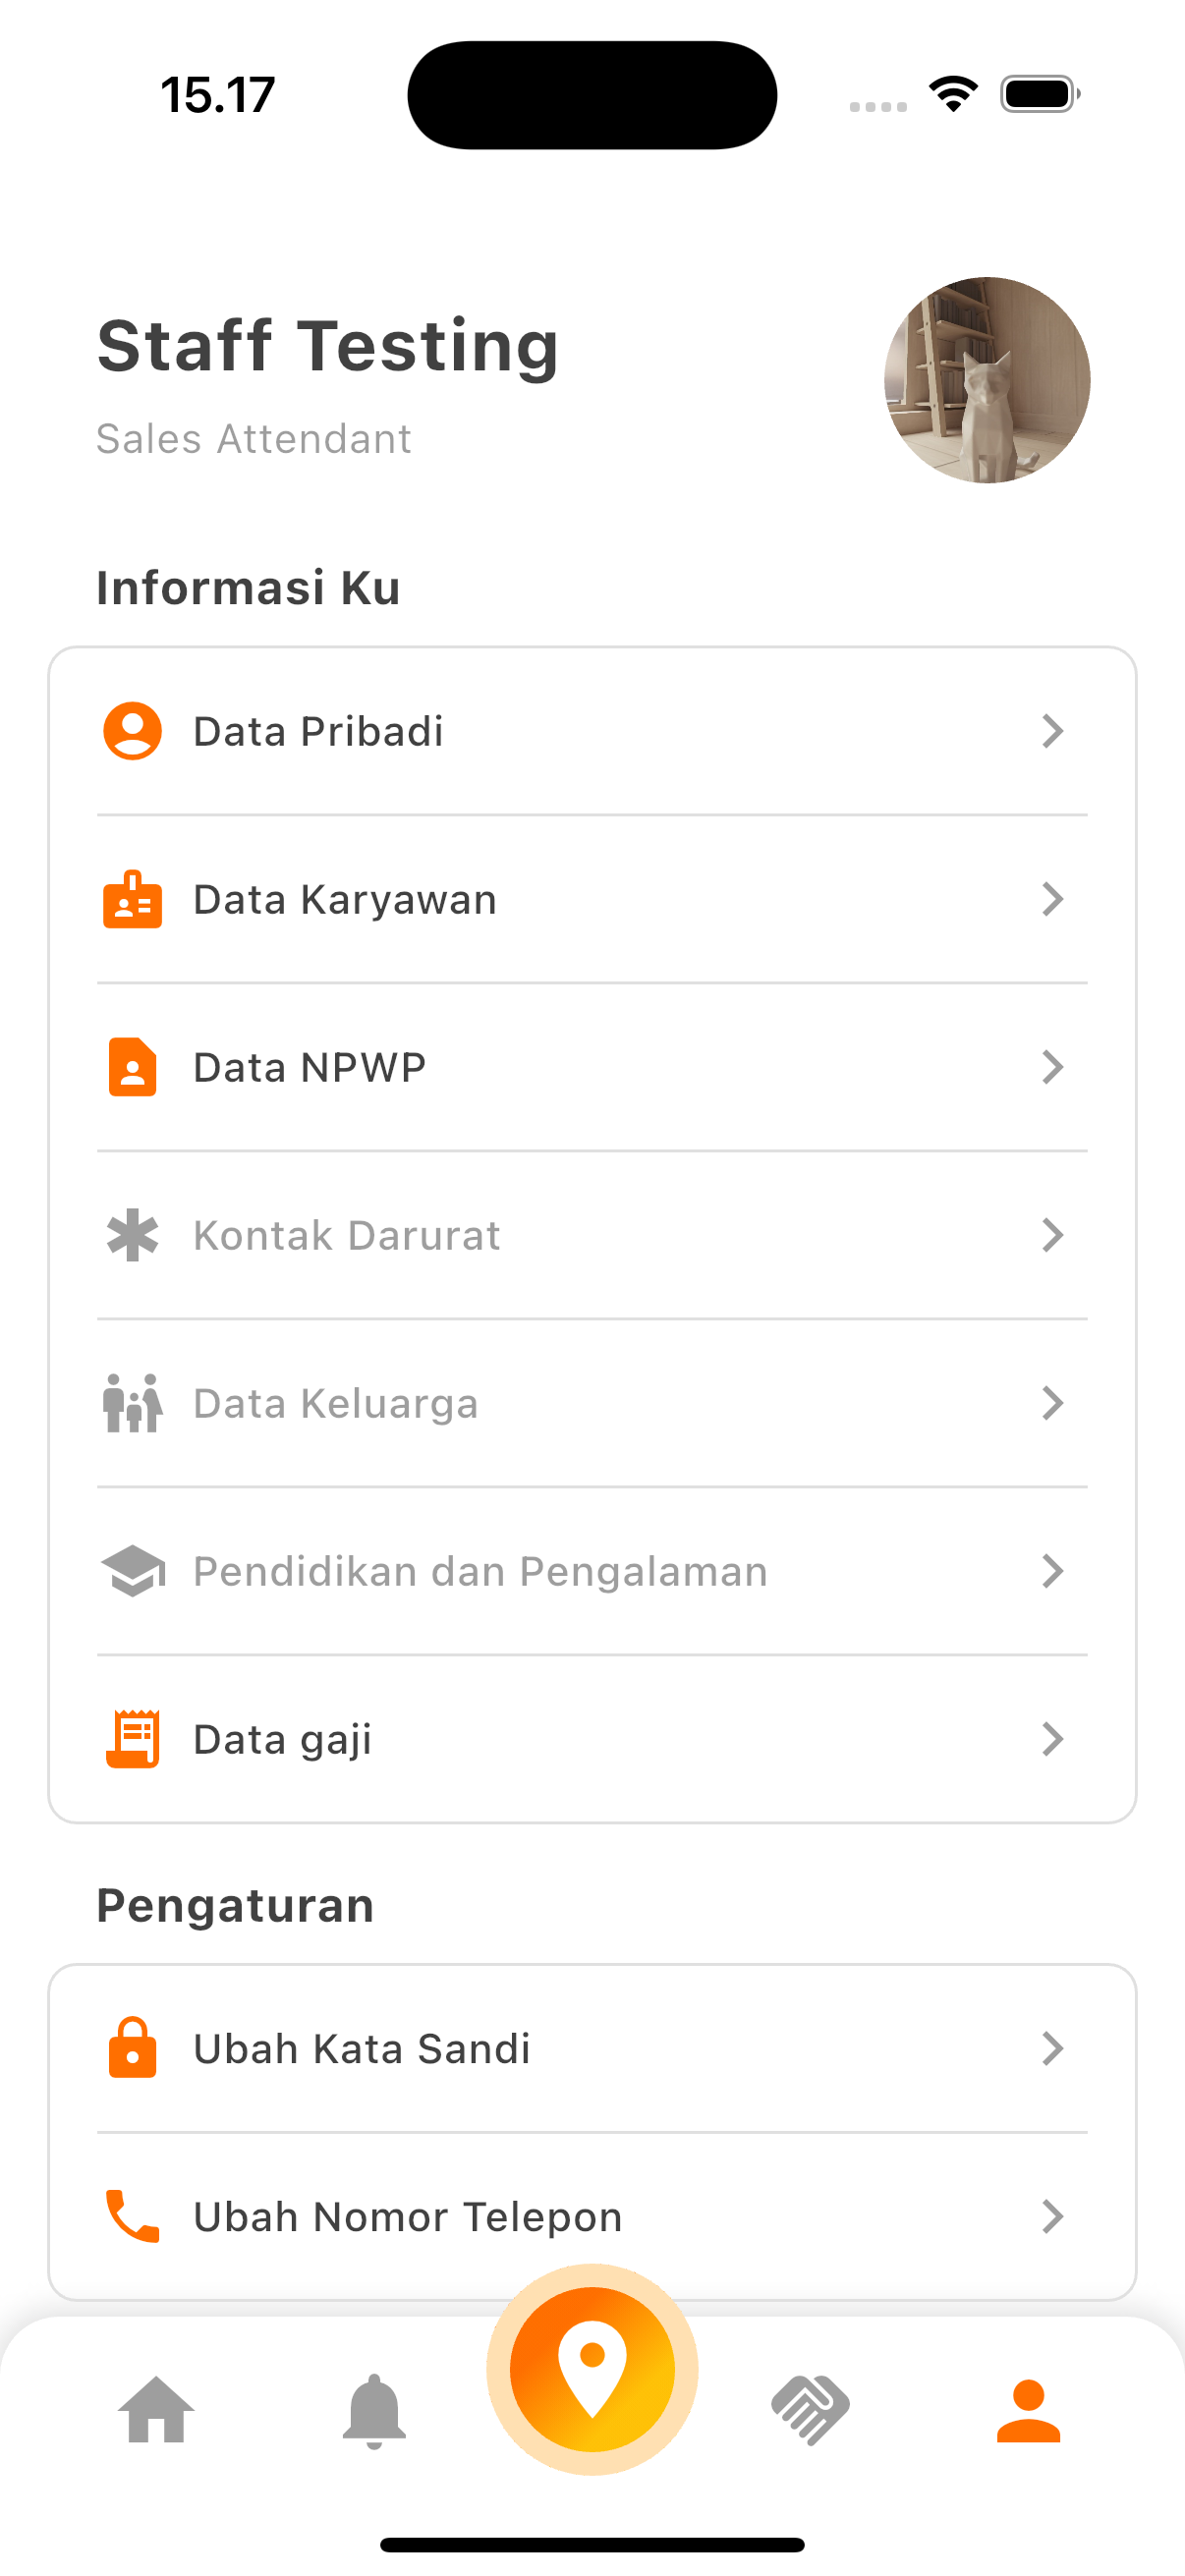 15.17
Staff Testing
Sales Attendant
Informasi Ku
Data Pribadi
Data Karyawan
Data NPWP
Kontak Darurat
Data Keluarga
Pendidikan dan Pengalaman
Data gaji
Pengaturan
Ubah Kata Sandi
Ubah Nomor Telepon